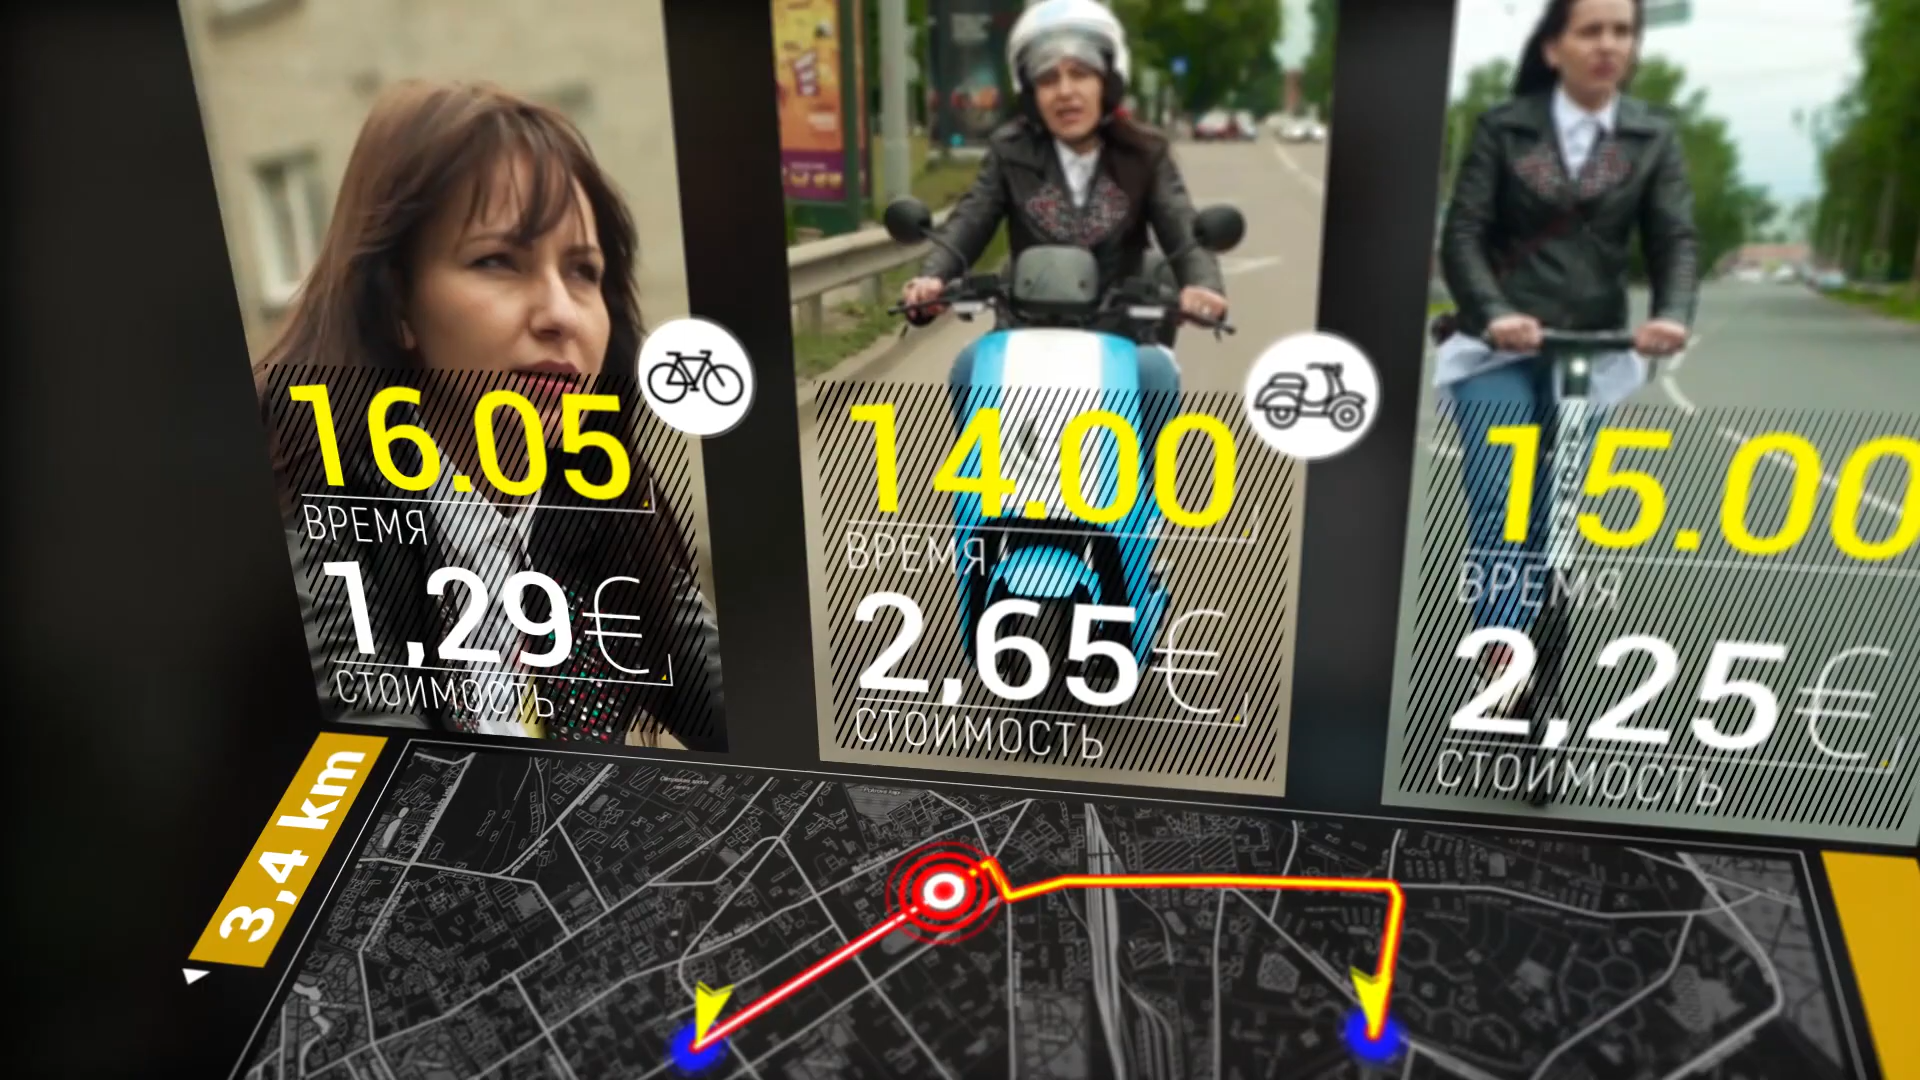 16.05
ВРЕМЯ
1,29€
СТОИМОСТЬ
14.00
ВРЕМЯ
2,65€
СТОИМОСТЬ
15.00
ВРЕМЯ
2,25€
СТОИМОСТЬ
3,4 km